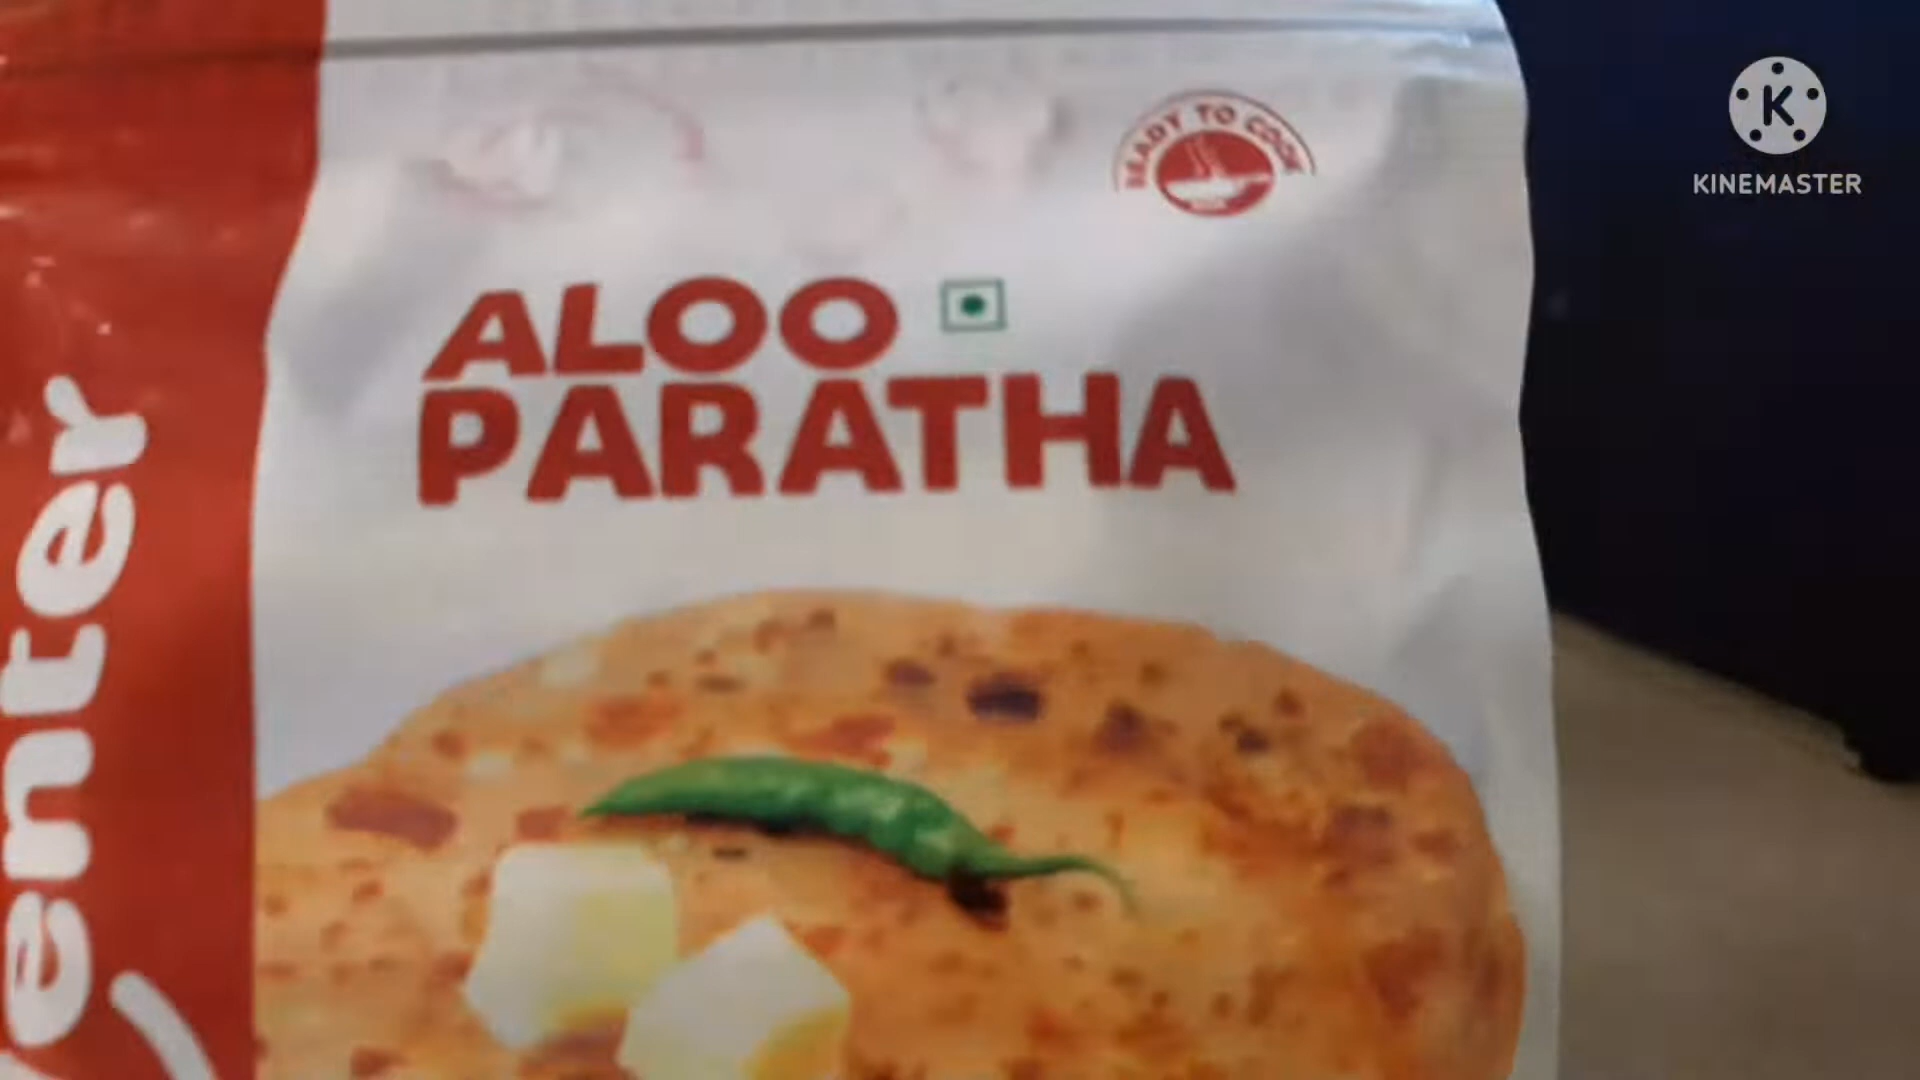 READY TO COOK
ALOO
PARATHA
enter
KINEMASTER